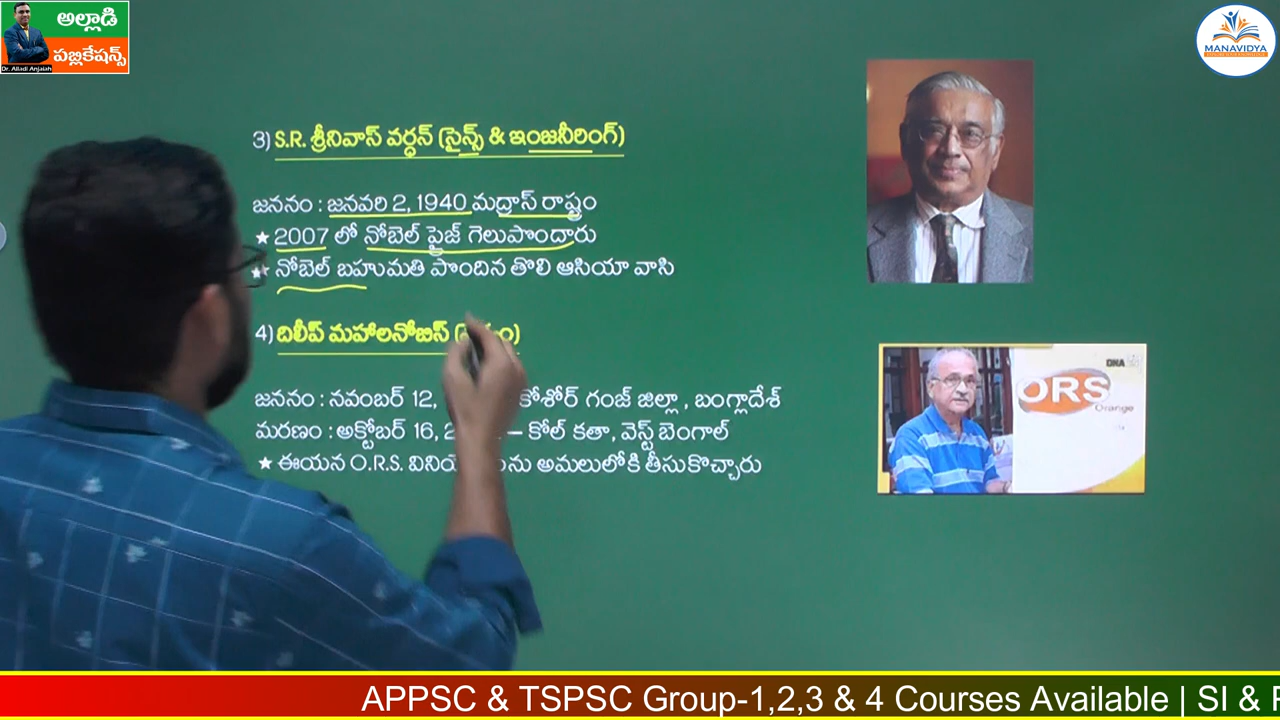 అల్లాడి
పబ్లికేషన్స్
Dr. Alladi Anjaiah
MANAVIDYA
3) S.R. శ్రీనివాస్ వర్ధన్ (సైన్స్ & ఇంజనీరింగ్)
జననం : జనవరి 2, 1940 మద్రాస్ రాష్ట్రం
★ 2007 లో నోబెల్ ప్రైజ్ గెలుపొందారు
★ నోబెల్ బహుమతి పొందిన తొలి ఆసియా వాసి
4) దిలీప్ మహాలనోబిస్
జననం : నవంబర్ 12, కోశోర్ గంజ్ జిల్లా , బంగ్లాదేశ్
మరణం : అక్టోబర్ 16, – కోల్ కతా , వెస్ట్ బెంగాల్
★ ఈయన O.R.S. అమలులోకి తీసుకొచ్చారు
DNA
ORS
Orange
APPSC & TSPSC Group-1,2,3 & 4 Courses Available | SI &